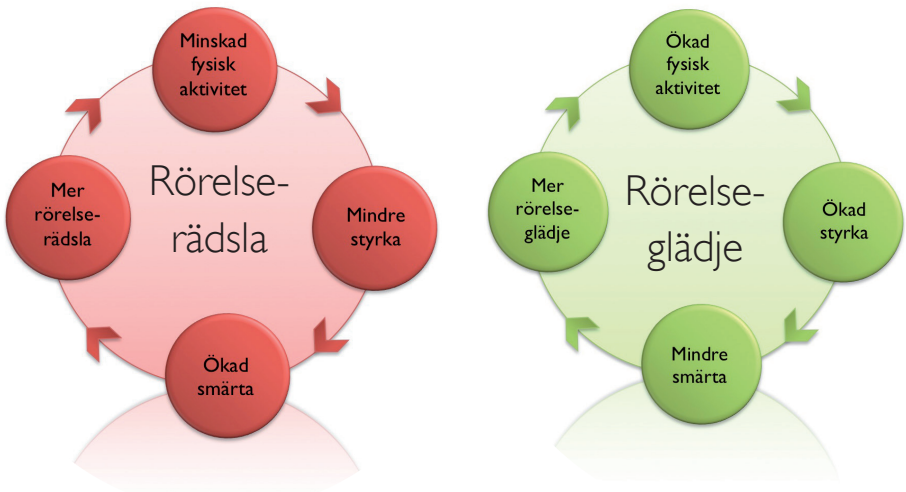 Minskad
fysisk
aktivitet
Mindre
styrka
Ökad
smärta
Mer
rörelse-
rädsla
Rörelse-
rädsla
Ökad
fysisk
aktivitet
Ökad
styrka
Mindre
smärta
Mer
rörelse-
glädje
Rörelse-
glädje